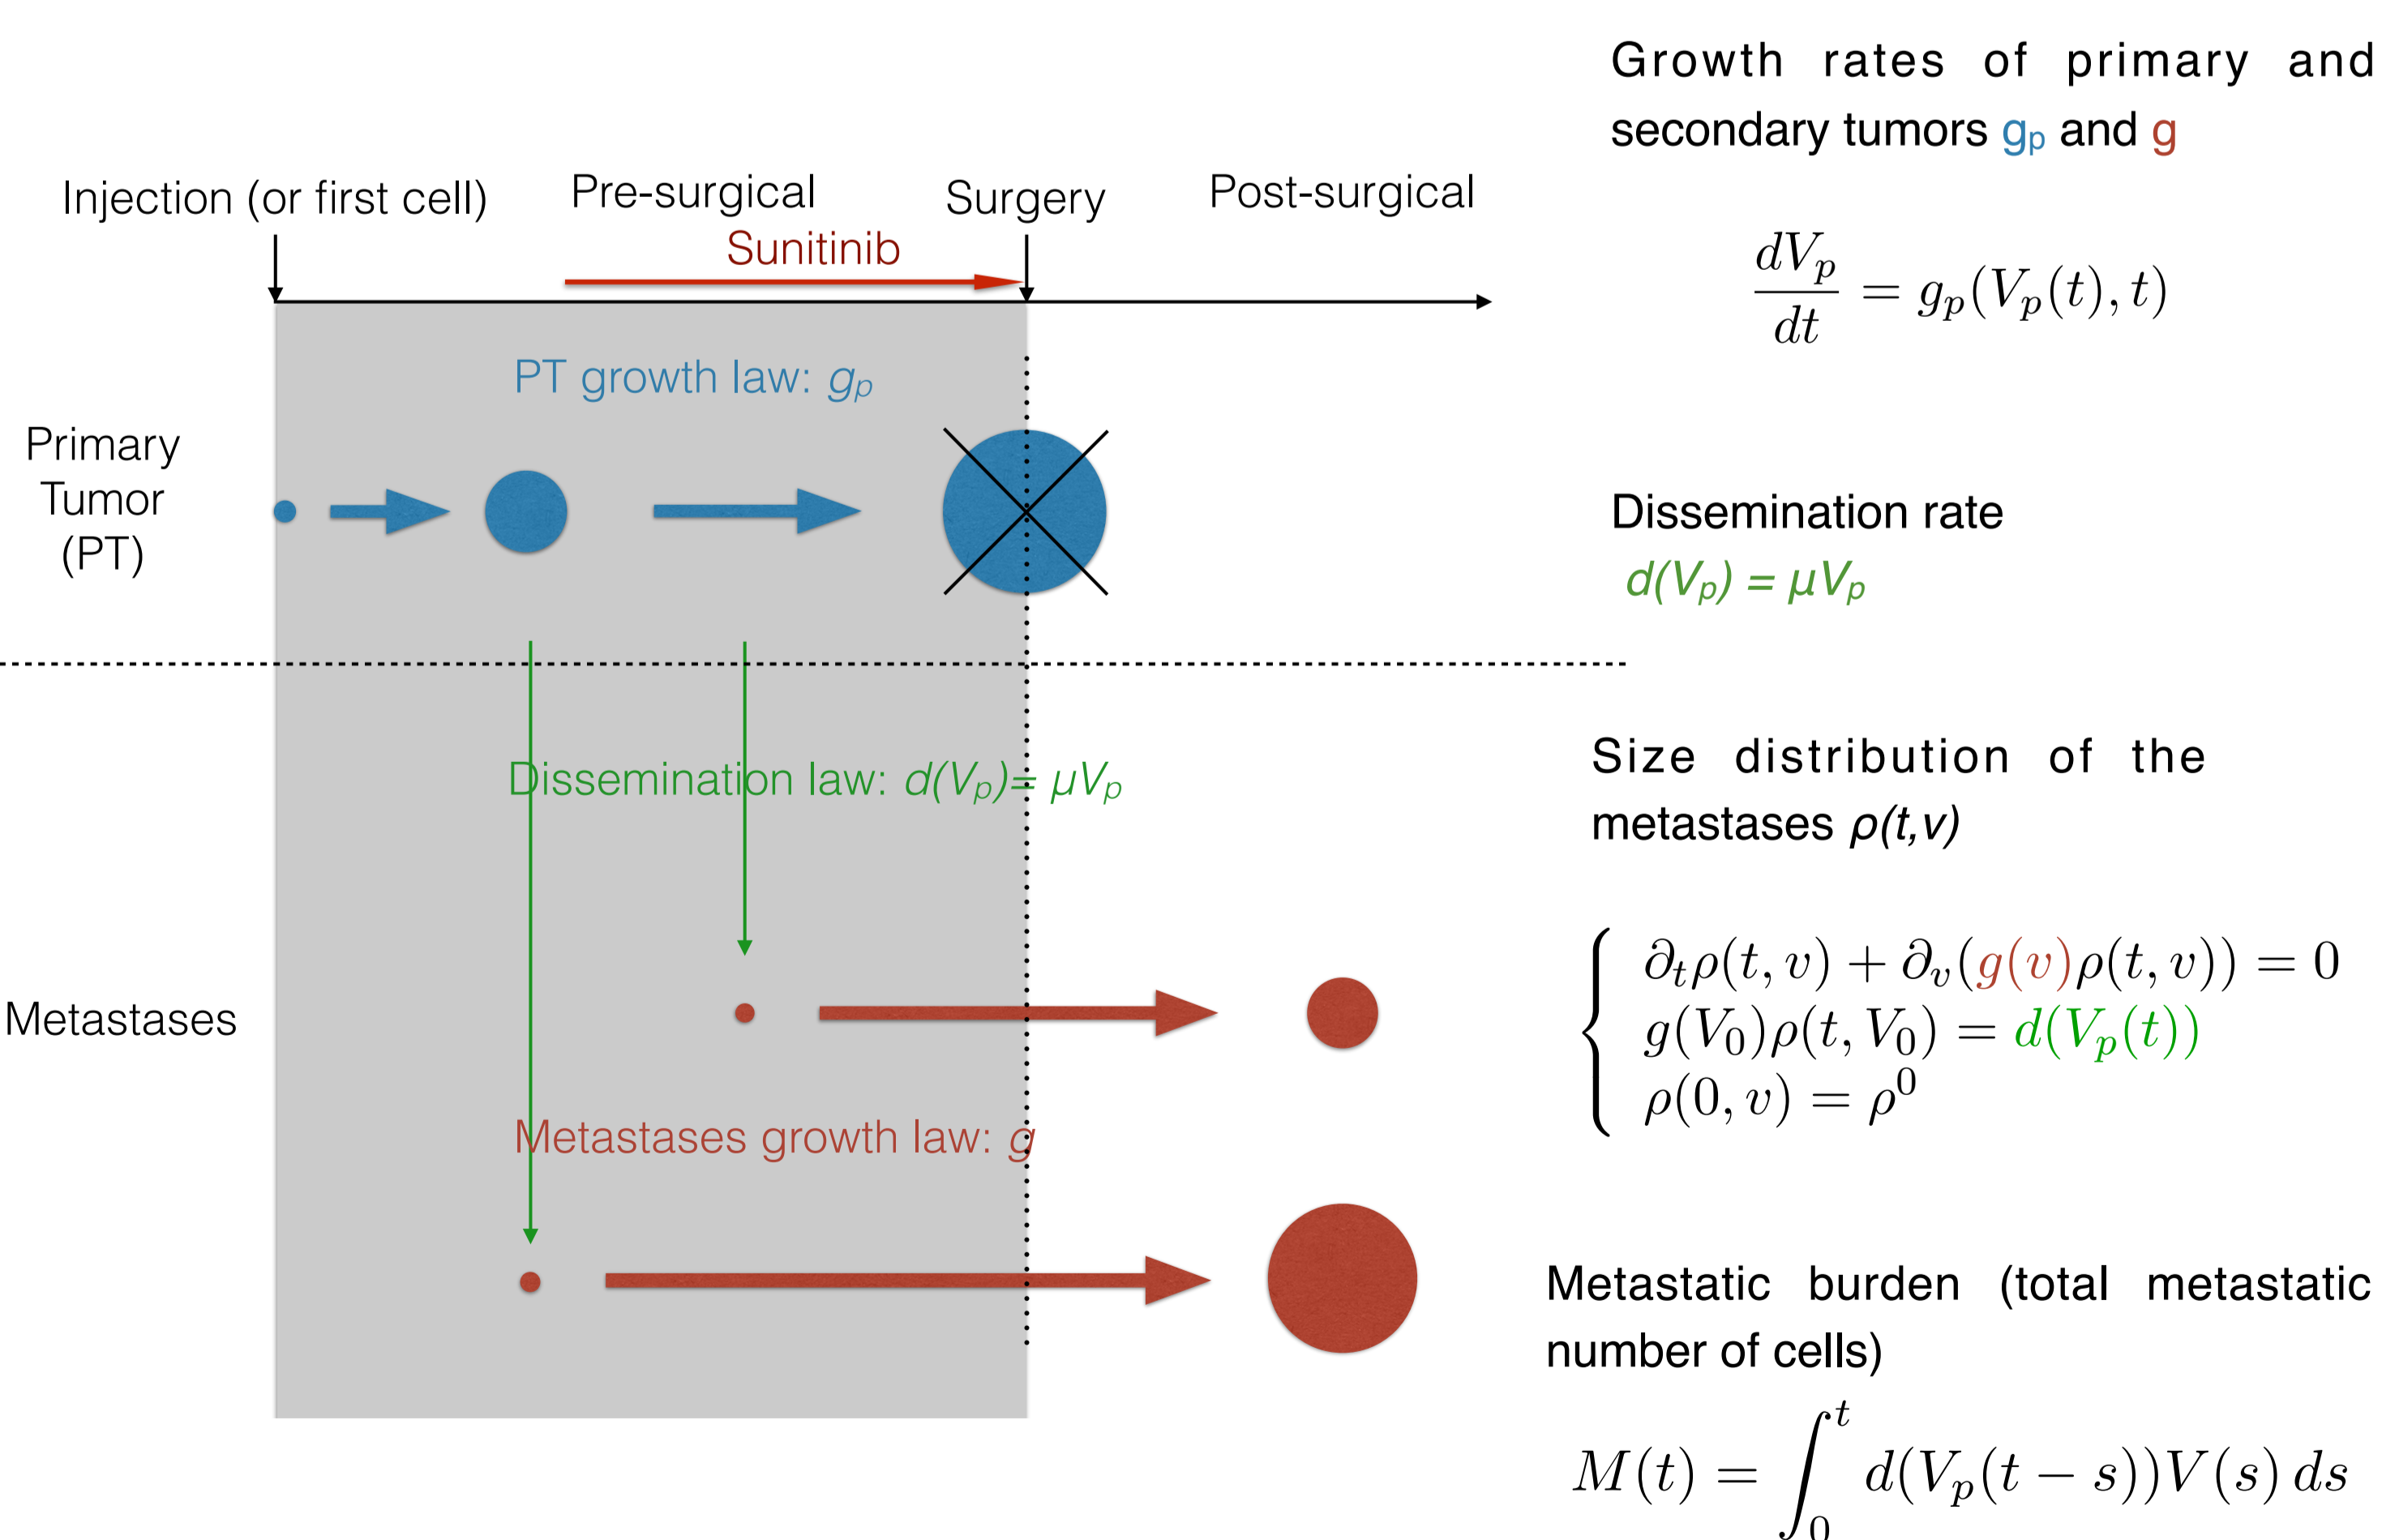 Growth rates of primary and
secondary tumors gₚ and g
Injection (or first cell)
Pre-surgical
Surgery
Post-surgical
Sunitinib
dVₚ/dt = gₚ(Vₚ(t), t)
PT growth law: gₚ
Primary
Tumor
(PT)
Dissemination rate
d(Vₚ) = μVₚ
Dissemination law: d(Vₚ)= μVₚ
Size distribution of the
metastases ρ(t,v)
∂ₜρ(t, v) + ∂ᵥ(g(v)ρ(t, v)) = 0
g(V₀)ρ(t, V₀) = d(Vₚ(t))
ρ(0, v) = ρ⁰
Metastases
Metastases growth law: g
Metastatic burden (total metastatic
number of cells)
M(t) = ∫₀ᵗ d(Vₚ(t − s))V(s) ds